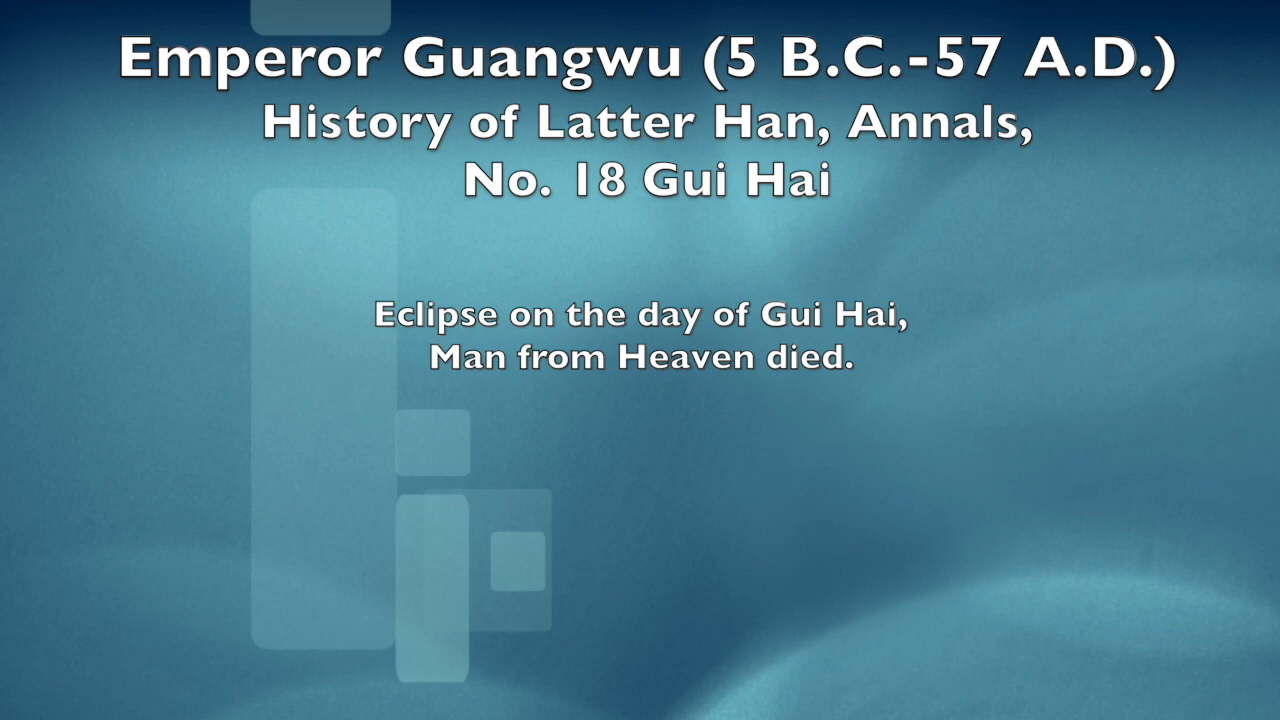 Emperor Guangwu (5 B.C.-57 A.D.)
History of Latter Han, Annals,
No. 18 Gui Hai
Eclipse on the day of Gui Hai,
Man from Heaven died.